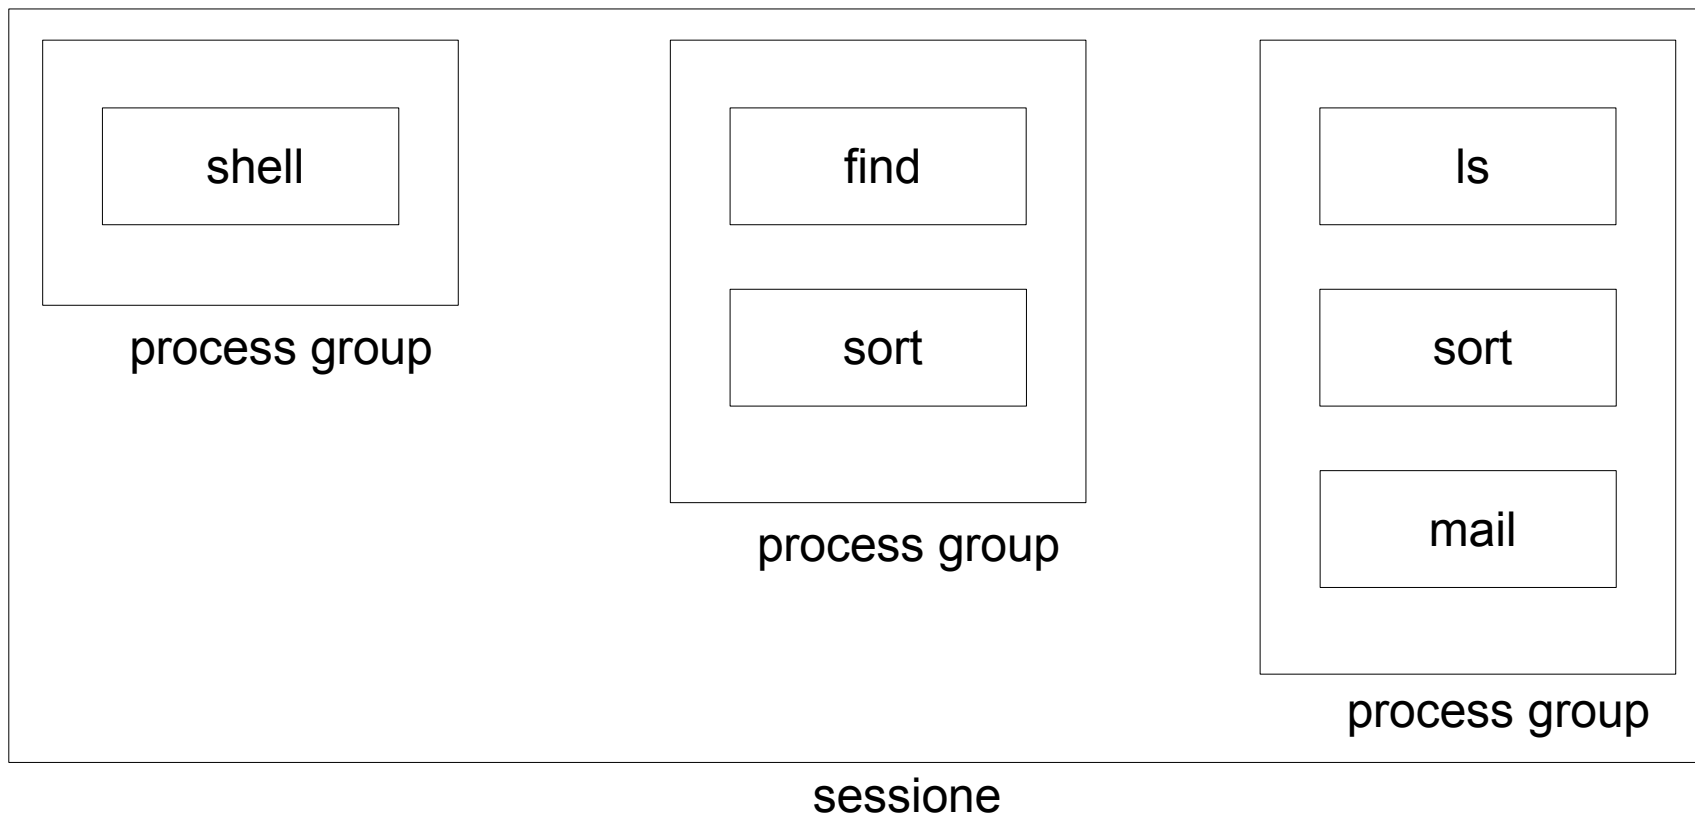 shell
process group
find
sort
process group
ls
sort
mail
process group
sessione